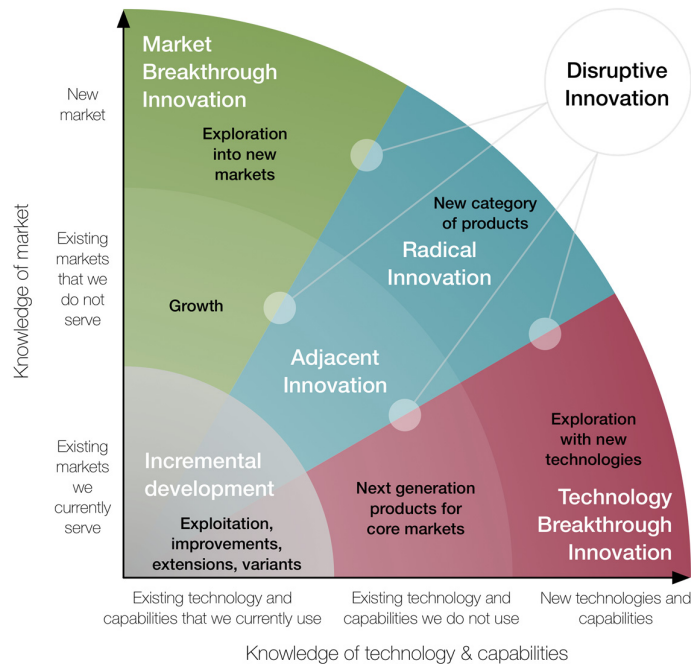 Market
Breakthrough
Innovation
Disruptive
Innovation
New
market
Exploration
into new
markets
New category
of products
Radical
Innovation
Knowledge of market
Existing
markets
that we
do not
serve
Growth
Adjacent
Innovation
Existing
markets
we
currently
serve
Incremental
development
Exploitation,
improvements,
extensions, variants
Next generation
products for
core markets
Exploration
with new
technologies
Technology
Breakthrough
Innovation
Existing technology and
capabilities that we currently use
Existing technology and
capabilities we do not use
New technologies and
capabilities
Knowledge of technology & capabilities